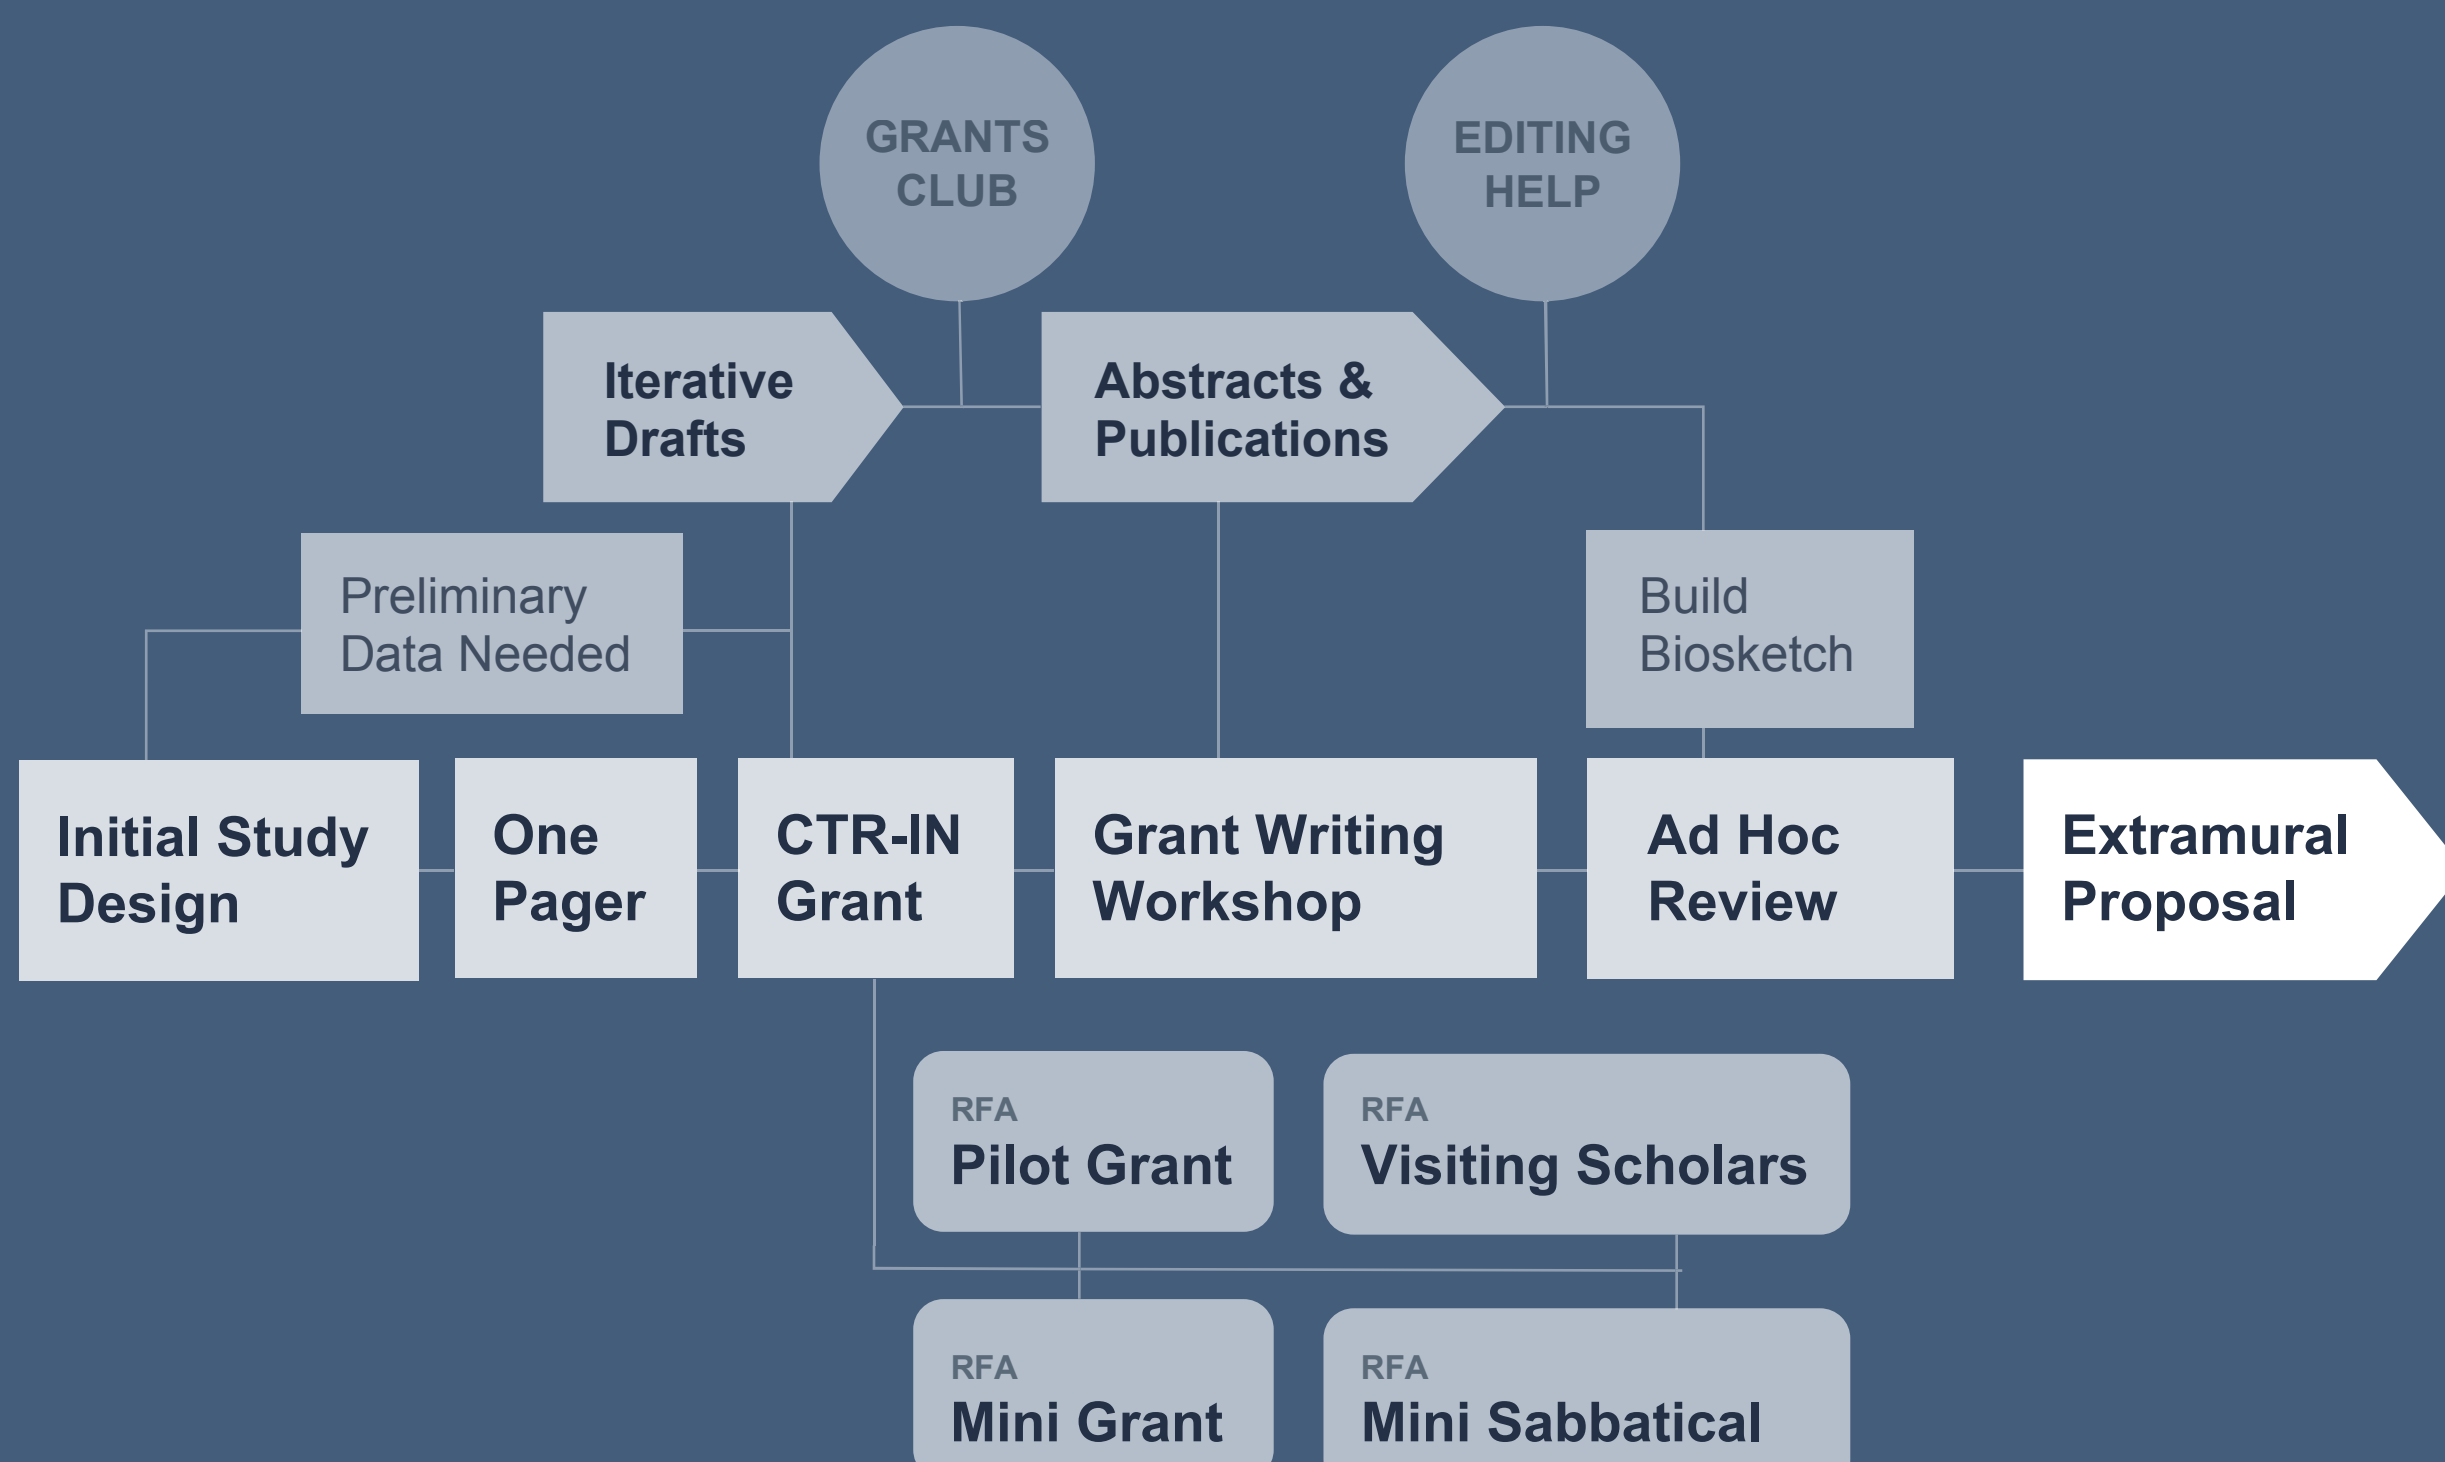 GRANTS
CLUB
EDITING
HELP
Iterative
Drafts
Abstracts &
Publications
Preliminary
Data Needed
Build
Biosketch
Initial Study
Design
One
Pager
CTR-IN
Grant
Grant Writing
Workshop
Ad Hoc
Review
Extramural
Proposal
RFA
Pilot Grant
RFA
Visiting Scholars
RFA
Mini Grant
RFA
Mini Sabbatical